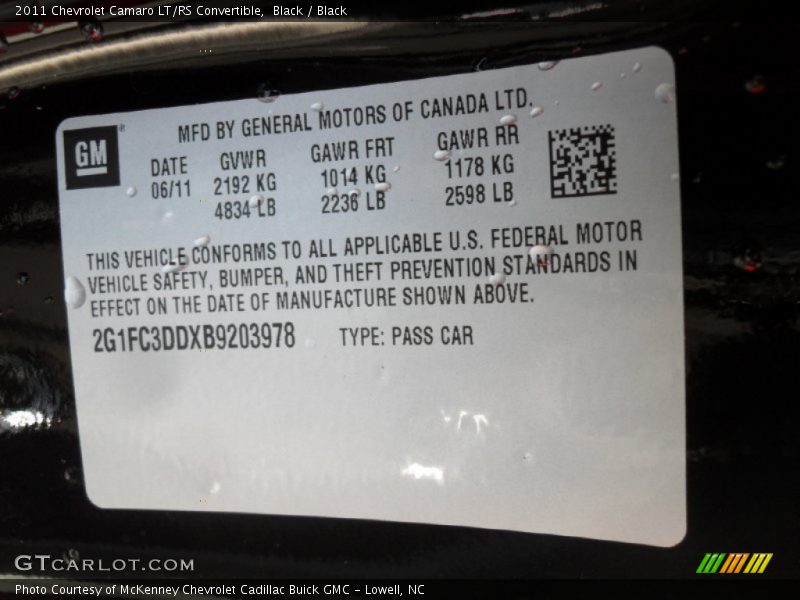 2011 Chevrolet Camaro LT/RS Convertible, Black / Black
MFD BY GENERAL MOTORS OF CANADA LTD.
GM
DATE GVWR GAWR FRT GAWR RR
06/11 2192 KG 1014 KG 1178 KG
4834 LB 2236 LB 2598 LB
THIS VEHICLE CONFORMS TO ALL APPLICABLE U.S. FEDERAL MOTOR
VEHICLE SAFETY, BUMPER, AND THEFT PREVENTION STANDARDS IN
EFFECT ON THE DATE OF MANUFACTURE SHOWN ABOVE.
2G1FC3DDXB9203978 TYPE: PASS CAR
GTCARLOT.COM
Photo Courtesy of McKenney Chevrolet Cadillac Buick GMC - Lowell, NC